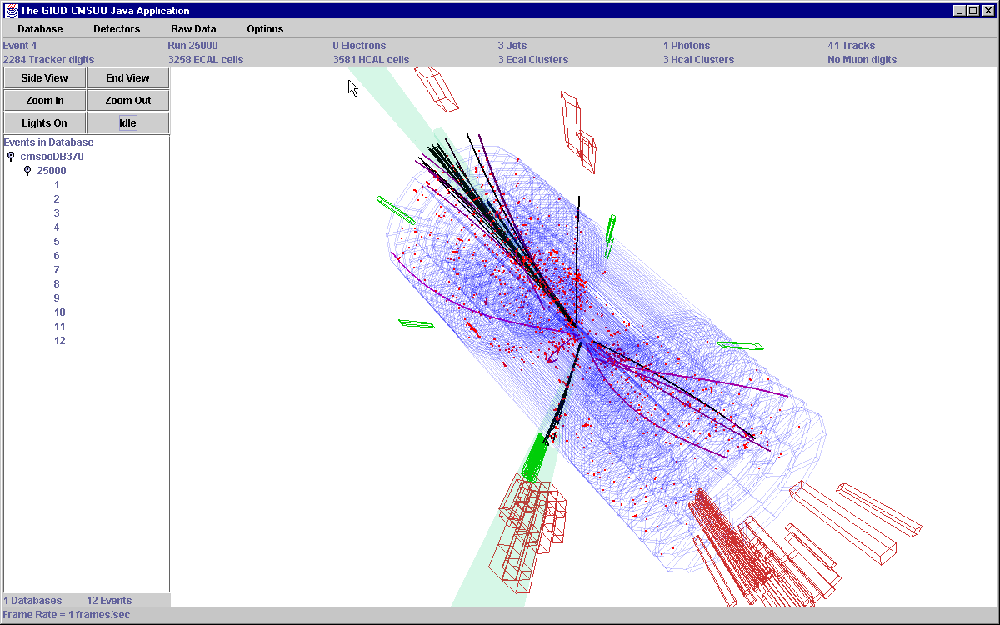 The GIOD CMSOO Java Application
Database Detectors Raw Data Options
Event 4 Run 25000 0 Electrons 3 Jets 1 Photons 41 Tracks
2284 Tracker digits 3258 ECAL cells 3581 HCAL cells 3 Ecal Clusters 3 Hcal Clusters No Muon digits
Side View End View
Zoom In Zoom Out
Lights On Idle
Events in Database
cmsooDB370
25000
1
2
3
4
5
6
7
8
9
10
11
12
1 Databases 12 Events
Frame Rate = 1 frames/sec